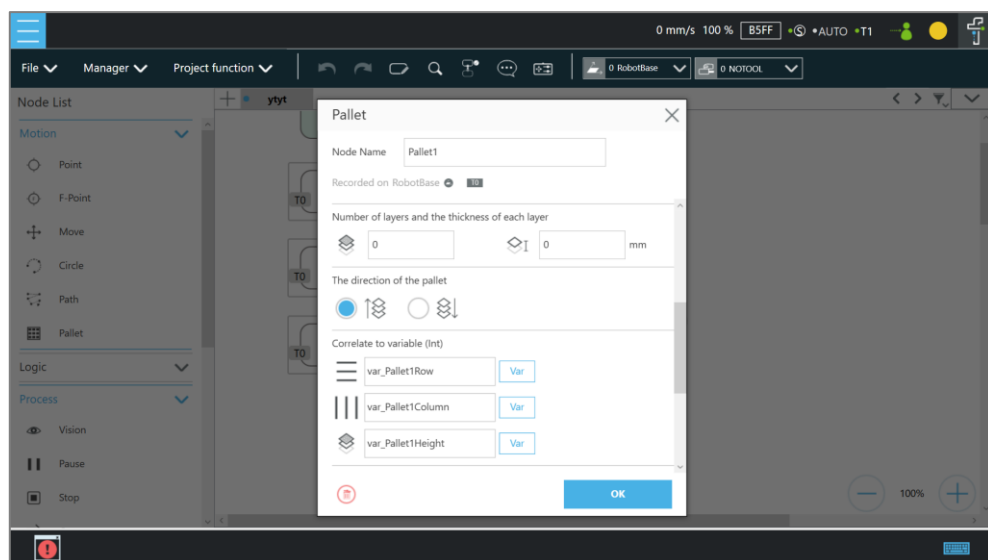 0 mm/s 100 % B5FF •Ⓢ •AUTO •T1
File Manager Project function 0 RobotBase 0 NOTOOL
Node List
ytyt
Motion
Point
F-Point
Move
Circle
Path
Pallet
Logic
Process
Vision
Pause
Stop
T0
T0
T0
Pallet
Node Name Pallet1
Recorded on RobotBase
Number of layers and the thickness of each layer
0 0 mm
The direction of the pallet
Correlate to variable (Int)
var_Pallet1Row Var
var_Pallet1Column Var
var_Pallet1Height Var
OK
100%